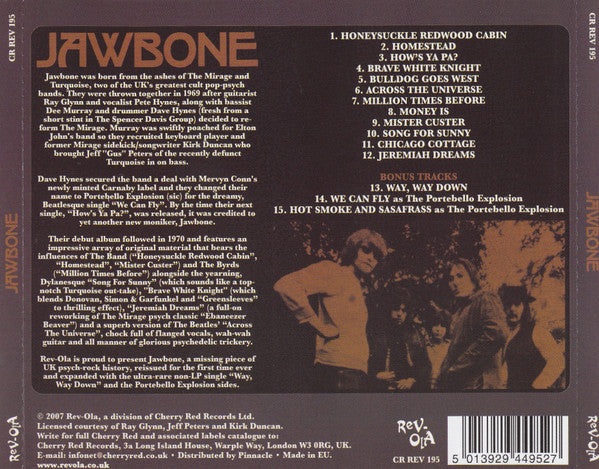 CR REV 195
JAWBONE
Jawbone was born from the ashes of The Mirage and
Turquoise, two of the UK's greatest cult pop-psych
bands. They were thrown together in 1969 after guitarist
Ray Glynn and vocalist Pete Hynes, along with bassist
Dee Murray and drummer Dave Hynes (fresh from a
short stint in The Spencer Davis Group) decided to re-
form The Mirage. Murray was swiftly poached for Elton
John's band so they recruited keyboard player and
former Mirage sidekick/songwriter Kirk Duncan who
brought Jeff "Gus" Peters of the recently defunct
Turquoise in on bass.
Dave Hynes secured the band a deal with Mervyn Conn's
newly minted Carnaby label and they changed their
name to Portebello Explosion (sic) for the dreamy,
Beatlesque single "We Can Fly". By the time their next
single, "How's Ya Pa?", was released, it was credited to
yet another new moniker, Jawbone.
Their debut album followed in 1970 and features an
impressive array of original material that bears the
influences of The Band ("Honeysuckle Redwood Cabin",
"Homestead", "Mister Custer") and The Byrds
("Million Times Before") alongside the yearning,
Dylanesque "Song For Sunny" (which sounds like a top-
notch Turquoise out-take), "Brave White Knight" (which
blends Donovan, Simon & Garfunkel and "Greensleeves"
to thrilling effect), "Jeremiah Dreams" (a full-on
reworking of The Mirage psych classic "Ebaneezer
Beaver") and a superb version of The Beatles' "Across
The Universe", chock full of flanged vocals, wah-wah
guitar and all manner of glorious psychedelic trickery.
Rev-Ola is proud to present Jawbone, a missing piece of
UK psych-rock history, reissued for the first time ever
and expanded with the ultra-rare non-LP single "Way,
Way Down" and the Portebello Explosion sides.
1. HONEYSUCKLE REDWOOD CABIN
2. HOMESTEAD
3. HOW'S YA PA?
4. BRAVE WHITE KNIGHT
5. BULLDOG GOES WEST
6. ACROSS THE UNIVERSE
7. MILLION TIMES BEFORE
8. MONEY IS
9. MISTER CUSTER
10. SONG FOR SUNNY
11. CHICAGO COTTAGE
12. JEREMIAH DREAMS
BONUS TRACKS
13. WAY, WAY DOWN
14. WE CAN FLY as The Portebello Explosion
15. HOT SMOKE AND SASAFRASS as The Portebello Explosion
© 2007 Rev-Ola, a division of Cherry Red Records Ltd.
Licensed courtesy of Ray Glynn, Jeff Peters and Kirk Duncan.
Write for full Cherry Red and associated labels catalogue to:
Cherry Red Records, 3a Long Island House, Warple Way, London W3 0RG, UK.
E-mail: infonet@cherryred.co.uk • Distributed by Pinnacle • Made in EU.
www.revola.co.uk
REV-OLA
CR REV 195
5 013929 449527
JAWBONE
REV-OLA
CR REV 195
JAWBONE
REV-OLA